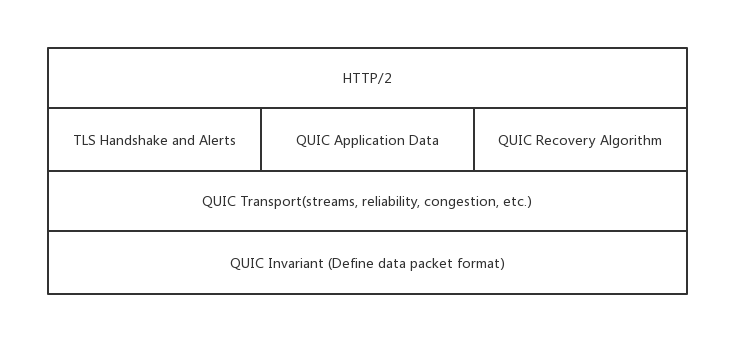 HTTP/2
TLS Handshake and Alerts
QUIC Application Data
QUIC Recovery Algorithm
QUIC Transport(streams, reliability, congestion, etc.)
QUIC Invariant (Define data packet format)